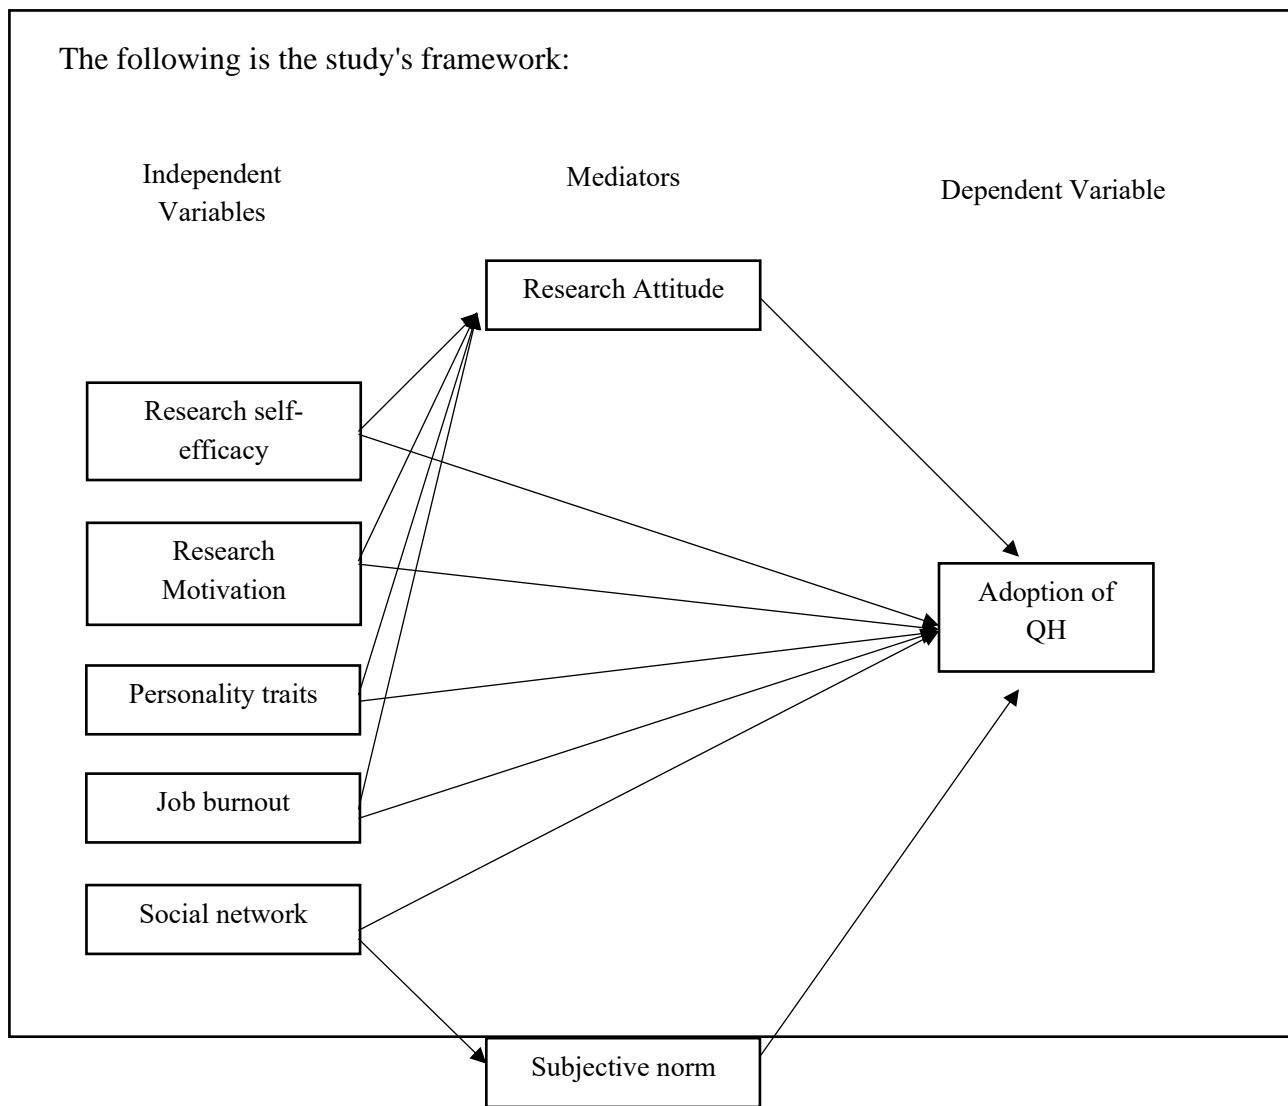 The following is the study's framework:
Independent
Variables
Mediators
Dependent Variable
Research Attitude
Research self-
efficacy
Research
Motivation
Adoption of
QH
Personality traits
Job burnout
Social network
Subjective norm